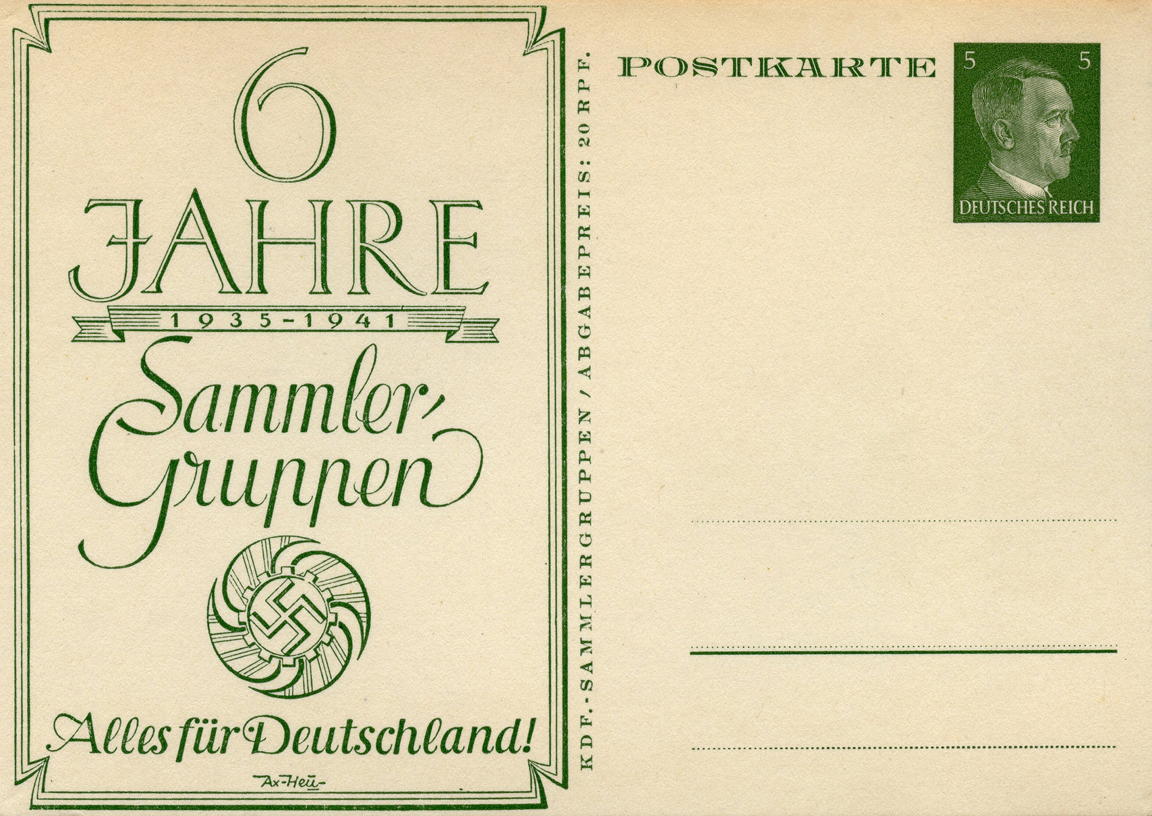 6
JAHRE
1935-1941
Sammler-
Gruppen
Alles für Deutschland!
Ax-Heu-
KDF.-SAMMLERGRUPPEN / ABGABEPREIS: 20 RPF.
POSTKARTE
5 5
DEUTSCHES REICH